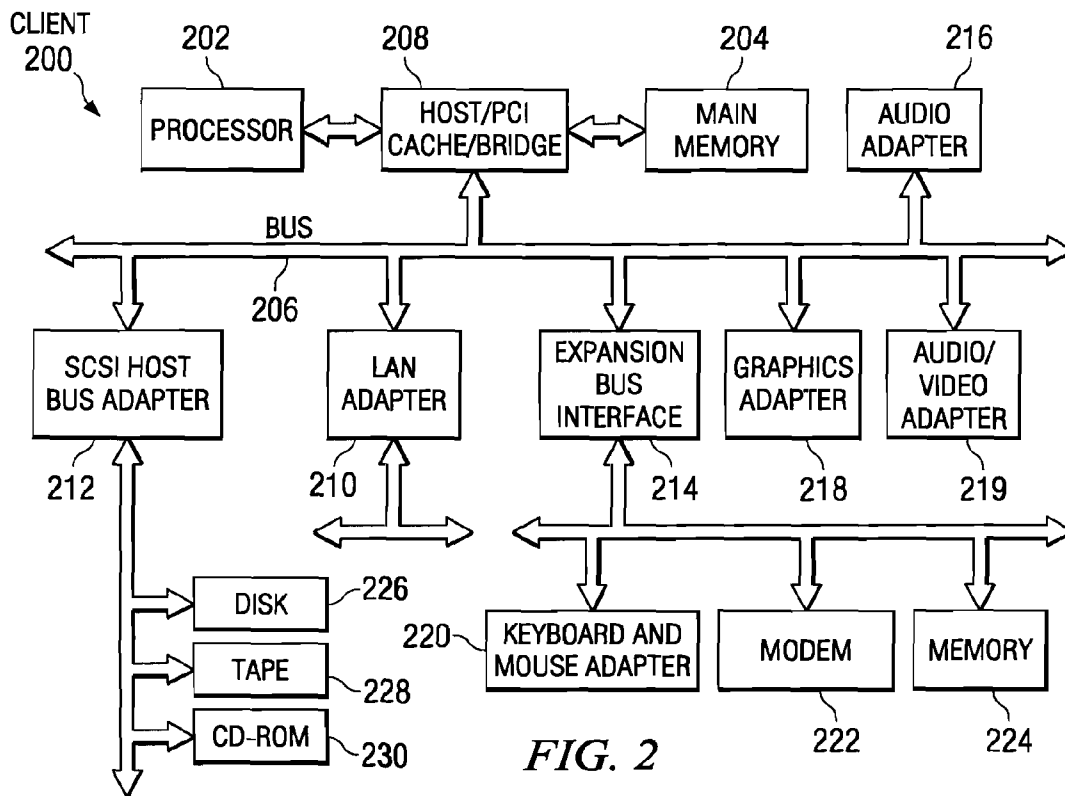 CLIENT
200
202
208
204
216
PROCESSOR
HOST/PCI
CACHE/BRIDGE
MAIN
MEMORY
AUDIO
ADAPTER
BUS
206
SCSI HOST
BUS ADAPTER
LAN
ADAPTER
EXPANSION
BUS
INTERFACE
GRAPHICS
ADAPTER
AUDIO/
VIDEO
ADAPTER
212
210
214
218
219
DISK
226
TAPE
228
CD-ROM
230
220
KEYBOARD AND
MOUSE ADAPTER
MODEM
MEMORY
222
224
FIG. 2